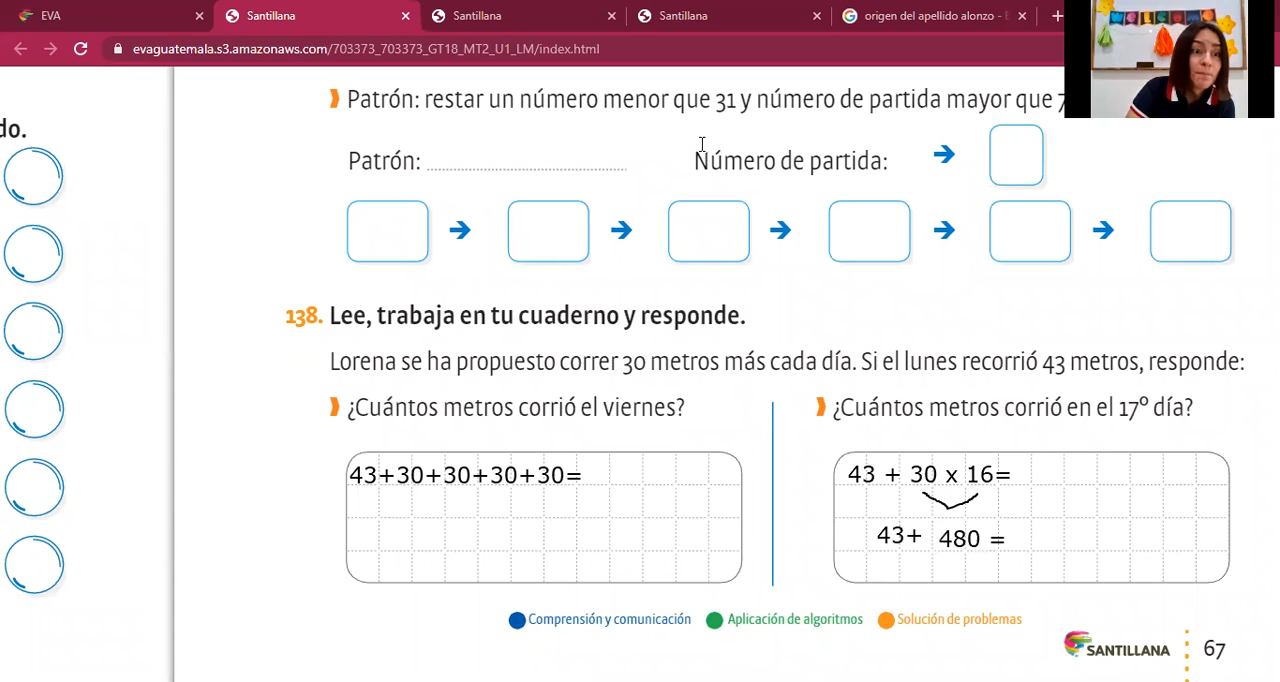 EVA
Santillana
Santillana
Santillana
origen del apellido alonzo -
evaguatemala.s3.amazonaws.com/703373_703373_GT18_MT2_U1_LM/index.html
do.
Patrón: restar un número menor que 31 y número de partida mayor que 7
Patrón: Número de partida:
138. Lee, trabaja en tu cuaderno y responde.
Lorena se ha propuesto correr 30 metros más cada día. Si el lunes recorrió 43 metros, responde:
¿Cuántos metros corrió el viernes?
43+30+30+30+30=
¿Cuántos metros corrió en el 17º día?
43 + 30 x 16=
43+ 480 =
Comprensión y comunicación
Aplicación de algoritmos
Solución de problemas
SANTILLANA
67